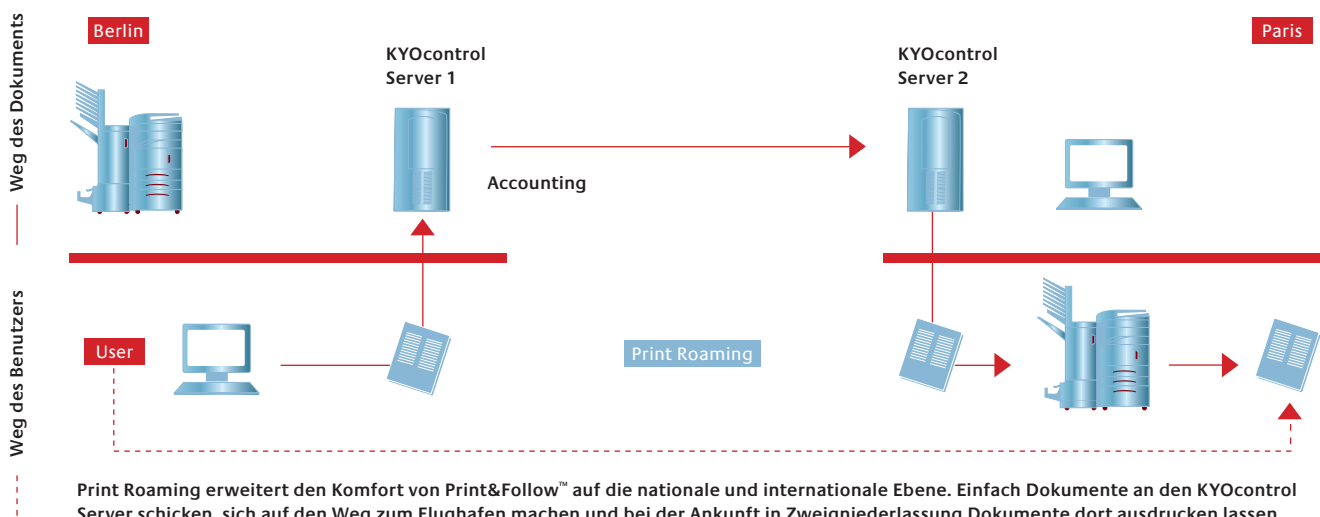 Weg des Dokuments
Weg des Benutzers
Berlin
Paris
KYOcontrol
Server 1
KYOcontrol
Server 2
Accounting
User
Print Roaming
Print Roaming erweitert den Komfort von Print&Follow™ auf die nationale und internationale Ebene. Einfach Dokumente an den KYOcontrol
Server schicken, sich auf den Weg zum Flughafen machen und bei der Ankunft in Zweigniederlassung Dokumente dort ausdrucken lassen